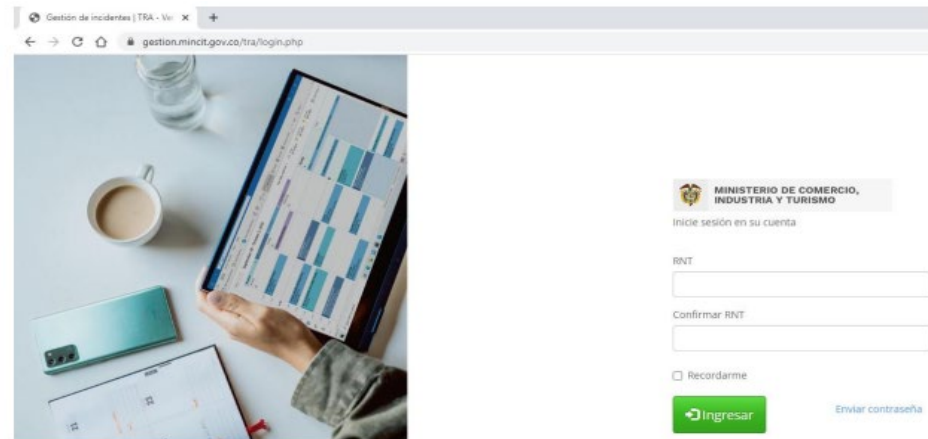 Gestión de incidentes | TRA - Ver
gestion.mincit.gov.co/tra/login.php
MINISTERIO DE COMERCIO,
INDUSTRIA Y TURISMO
Inicie sesión en su cuenta
RNT
Confirmar RNT
Recordarme
Ingresar
Enviar contraseña